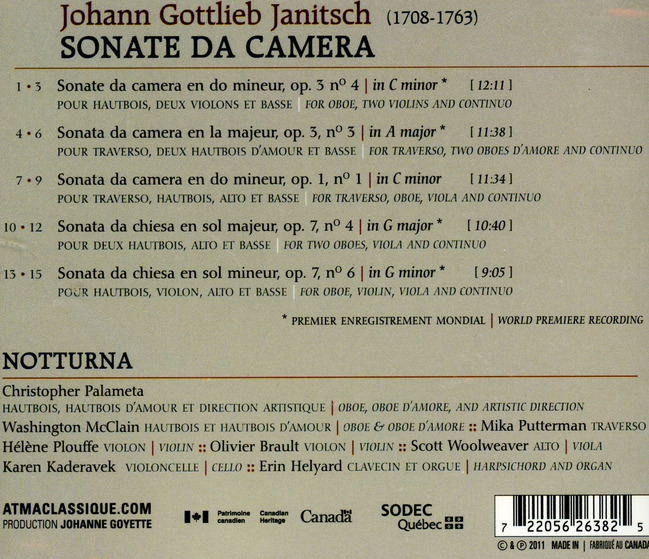 Johann Gottlieb Janitsch (1708-1763)
SONATE DA CAMERA
1 • 3 Sonate da camera en do mineur, op. 3 nº 4 | in C minor * [ 12:11 ]
POUR HAUTBOIS, DEUX VIOLONS ET BASSE | FOR OBOE, TWO VIOLINS AND CONTINUO
4 • 6 Sonata da camera en la majeur, op. 3, nº 3 | in A major * [ 11:38 ]
POUR TRAVERSO, DEUX HAUTBOIS D'AMOUR ET BASSE | FOR TRAVERSO, TWO OBOES D'AMORE AND CONTINUO
7 • 9 Sonata da camera en do mineur, op. 1, nº 1 | in C minor [ 11:34 ]
POUR TRAVERSO, HAUTBOIS, ALTO ET BASSE | FOR TRAVERSO, OBOE, VIOLA AND CONTINUO
10 • 12 Sonata da chiesa en sol majeur, op. 7, nº 4 | in G major * [ 10:40 ]
POUR DEUX HAUTBOIS, ALTO ET BASSE | FOR TWO OBOES, VIOLA AND CONTINUO
13 • 15 Sonata da chiesa en sol mineur, op. 7, nº 6 | in G minor * [ 9:05 ]
POUR HAUTBOIS, VIOLON, ALTO ET BASSE | FOR OBOE, VIOLIN, VIOLA AND CONTINUO
* PREMIER ENREGISTREMENT MONDIAL | WORLD PREMIERE RECORDING
NOTTURNA
Christopher Palameta
HAUTBOIS, HAUTBOIS D'AMOUR ET DIRECTION ARTISTIQUE | OBOE, OBOE D'AMORE, AND ARTISTIC DIRECTION
Washington McClain HAUTBOIS ET HAUTBOIS D'AMOUR | OBOE & OBOE D'AMORE :: Mika Putterman TRAVERSO
Hélène Plouffe VIOLON | VIOLIN :: Olivier Brault VIOLON | VIOLIN :: Scott Woolweaver ALTO | VIOLA
Karen Kaderavek VIOLONCELLE | CELLO :: Erin Helyard CLAVECIN ET ORGUE | HARPSICHORD AND ORGAN
ATMACLASSIQUE.COM
PRODUCTION JOHANNE GOYETTE
Patrimoine canadien Canadian Heritage
Canada
SODEC
Québec
7 22056 26382 5
© & ℗ 2011 MADE IN | FABRIQUÉ AU CANADA